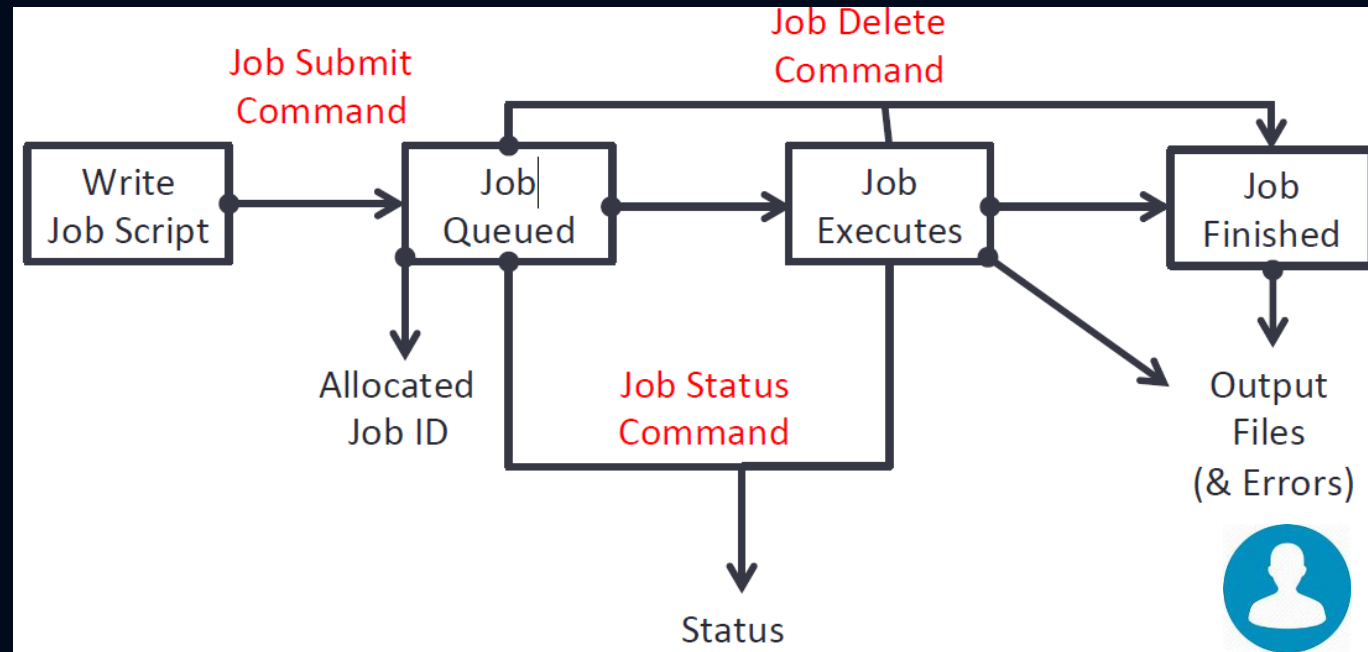 Job Delete
Command
Job Submit
Command
Write
Job Script
Job
Queued
Job
Executes
Job
Finished
Allocated
Job ID
Job Status
Command
Output
Files
(& Errors)
Status